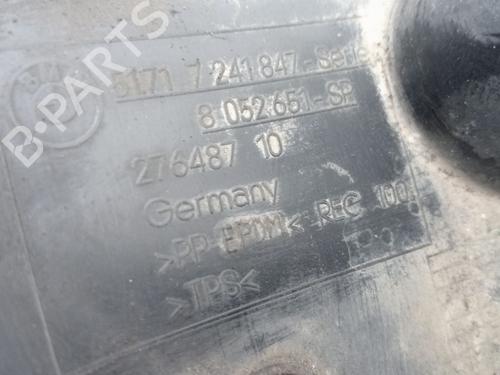 B-PARTS
5171 7 241 847-Serie
8 052 651-SP
276487 10
Germany
>PP-EPDM< REC 100
>TPS<